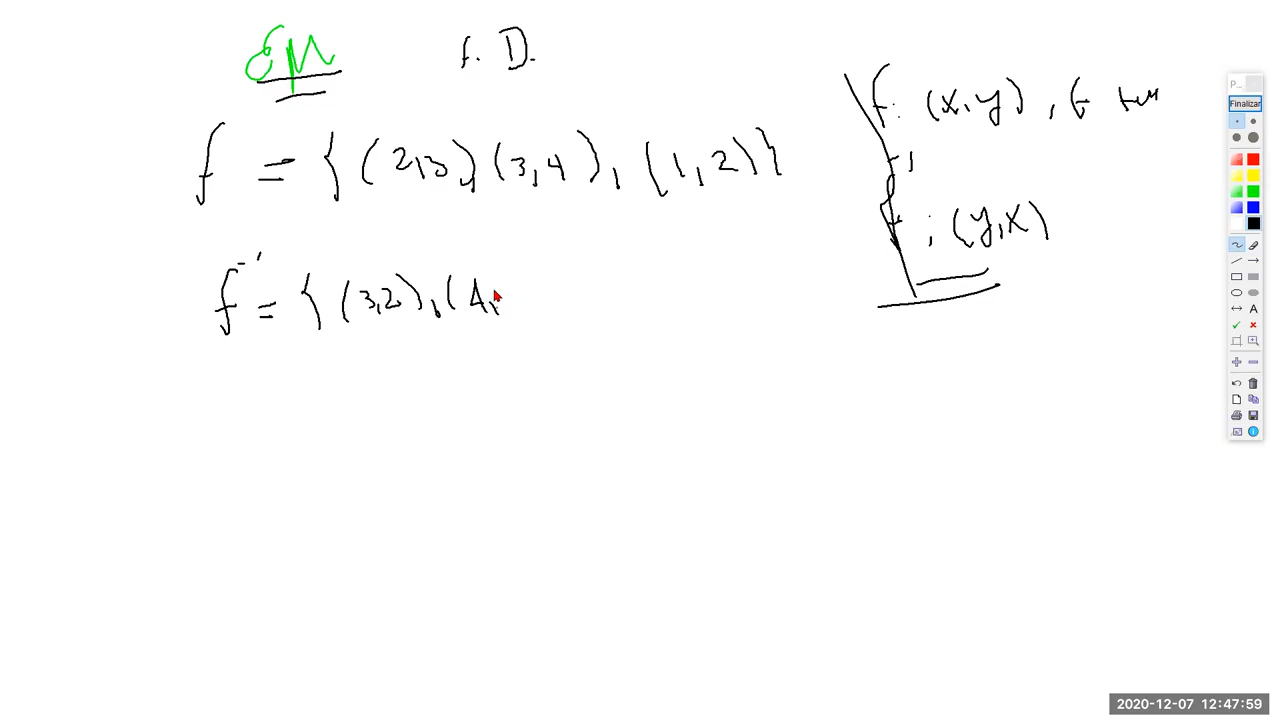 f. D.
f = { (2,3), (3,4), (1,2) }
f⁻¹ = { (3,2), (4,
f: (x,y),
f⁻¹: (y,x)
P...
Finalizar
A
2020-12-07 12:47:59